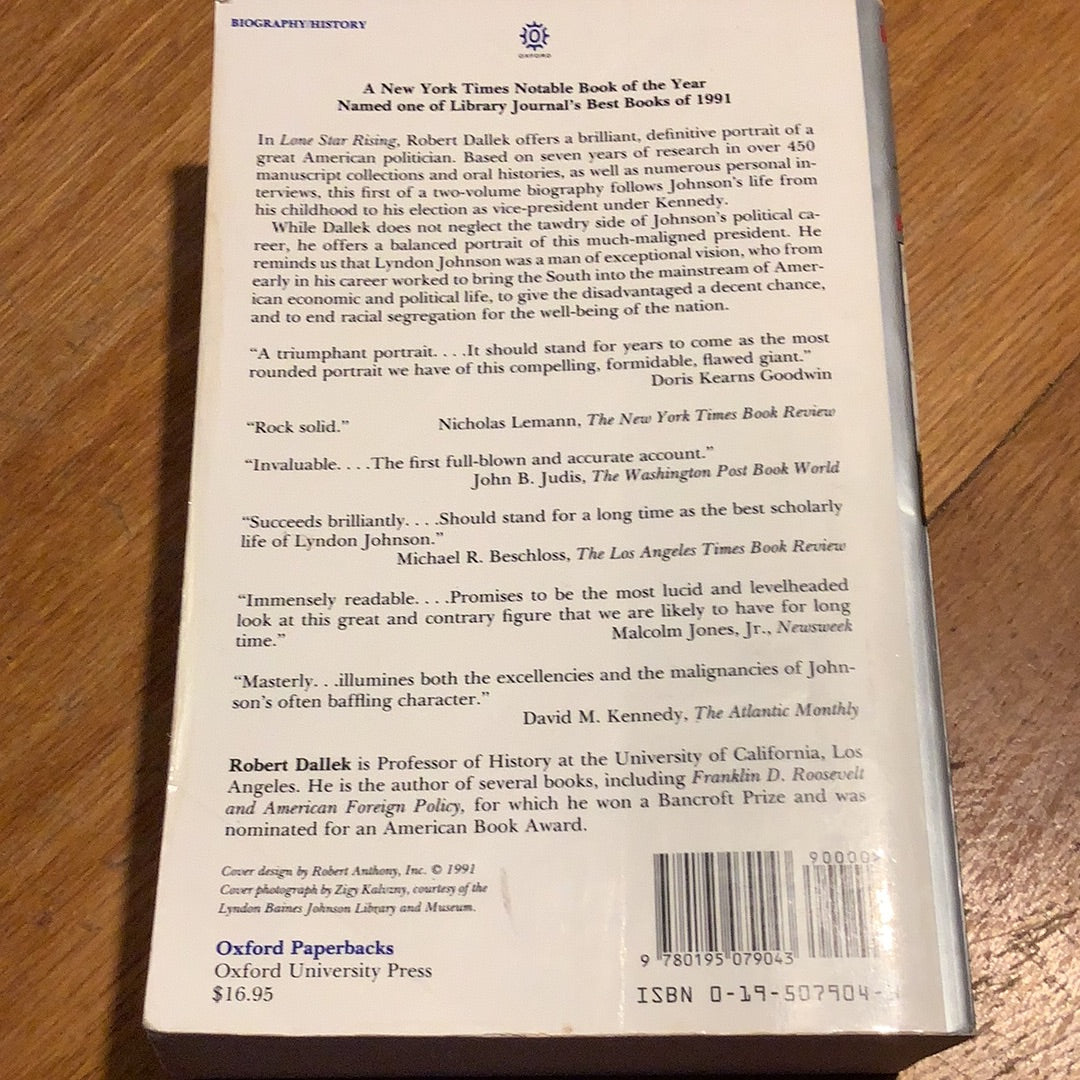 BIOGRAPHY/HISTORY
OXFORD
A New York Times Notable Book of the Year
Named one of Library Journal's Best Books of 1991
In Lone Star Rising, Robert Dallek offers a brilliant, definitive portrait of a
great American politician. Based on seven years of research in over 450
manuscript collections and oral histories, as well as numerous personal in-
terviews, this first of a two-volume biography follows Johnson's life from
his childhood to his election as vice-president under Kennedy.
While Dallek does not neglect the tawdry side of Johnson's political ca-
reer, he offers a balanced portrait of this much-maligned president. He
reminds us that Lyndon Johnson was a man of exceptional vision, who from
early in his career worked to bring the South into the mainstream of Amer-
ican economic and political life, to give the disadvantaged a decent chance,
and to end racial segregation for the well-being of the nation.
“A triumphant portrait. . . .It should stand for years to come as the most
rounded portrait we have of this compelling, formidable, flawed giant.”
Doris Kearns Goodwin
“Rock solid.” Nicholas Lemann, The New York Times Book Review
“Invaluable. . . .The first full-blown and accurate account.”
John B. Judis, The Washington Post Book World
“Succeeds brilliantly. . . .Should stand for a long time as the best scholarly
life of Lyndon Johnson.”
Michael R. Beschloss, The Los Angeles Times Book Review
“Immensely readable. . . .Promises to be the most lucid and levelheaded
look at this great and contrary figure that we are likely to have for long
time.” Malcolm Jones, Jr., Newsweek
“Masterly. . .illumines both the excellencies and the malignancies of John-
son's often baffling character.”
David M. Kennedy, The Atlantic Monthly
Robert Dallek is Professor of History at the University of California, Los
Angeles. He is the author of several books, including Franklin D. Roosevelt
and American Foreign Policy, for which he won a Bancroft Prize and was
nominated for an American Book Award.
Cover design by Robert Anthony, Inc. © 1991
Cover photograph by Zigy Kaluzny, courtesy of the
Lyndon Baines Johnson Library and Museum.
Oxford Paperbacks
Oxford University Press
$16.95
90000>
9 780195 079043
ISBN 0-19-507904-